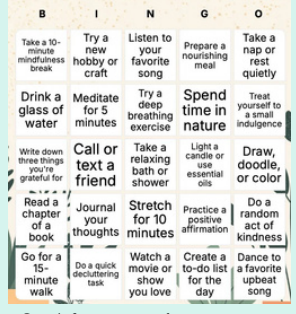 B I N G O
Take a 10-
minute
mindfulness
break
Try a
new
hobby or
craft
Listen to
your
favorite
song
Prepare a
nourishing
meal
Take a
nap or
rest
quietly
Drink a
glass of
water
Meditate
for 5
minutes
Try a
deep
breathing
exercise
Spend
time in
nature
Treat
yourself to
a small
indulgence
Write down
three things
you're
grateful for
Call or
text a
friend
Take a
relaxing
bath or
shower
Light a
candle or
use
essential
oils
Draw,
doodle,
or color
Read a
chapter
of a
book
Journal
your
thoughts
Stretch
for 10
minutes
Practice a
positive
affirmation
Do a
random
act of
kindness
Go for a
15-
minute
walk
Do a quick
decluttering
task
Watch a
movie or
show
you love
Create a
to-do list
for the
day
Dance to
a favorite
upbeat
song